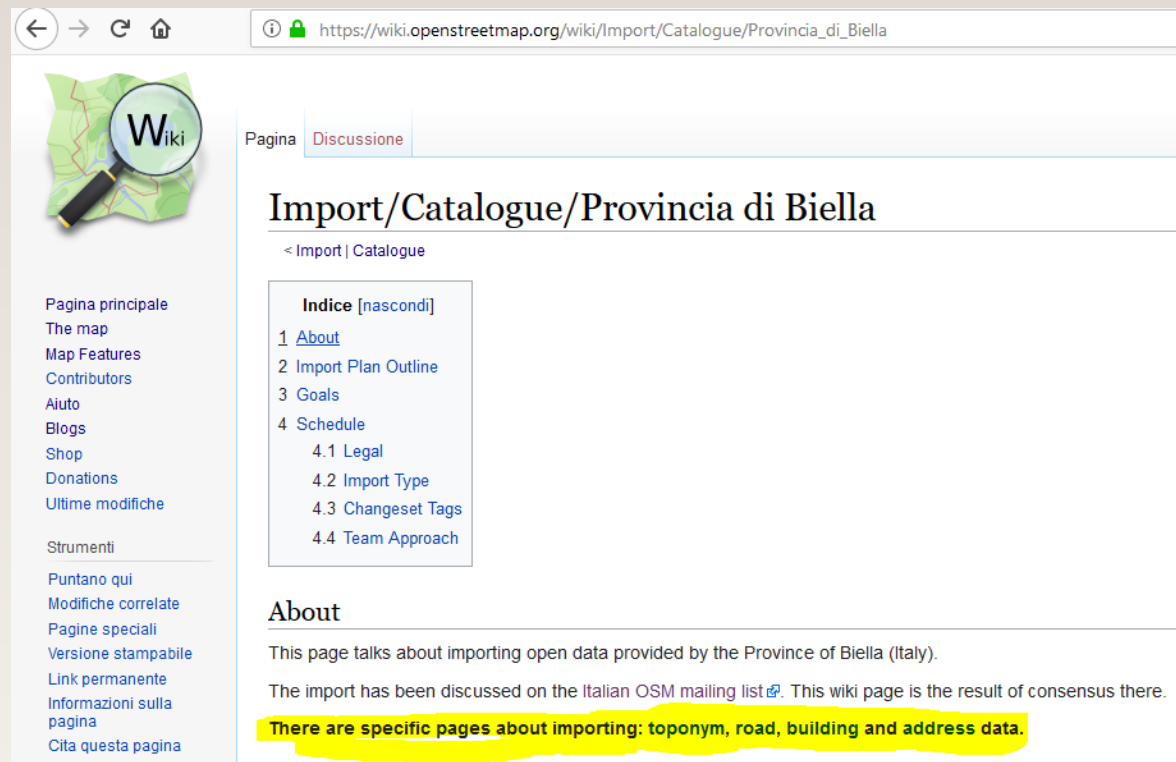 https://wiki.openstreetmap.org/wiki/Import/Catalogue/Provincia_di_Biella
Wiki
Pagina Discussione
Import/Catalogue/Provincia di Biella
< Import | Catalogue
Pagina principale
The map
Map Features
Contributors
Aiuto
Blogs
Shop
Donations
Ultime modifiche
Strumenti
Puntano qui
Modifiche correlate
Pagine speciali
Versione stampabile
Link permanente
Informazioni sulla
pagina
Cita questa pagina
Indice [nascondi]
1 About
2 Import Plan Outline
3 Goals
4 Schedule
4.1 Legal
4.2 Import Type
4.3 Changeset Tags
4.4 Team Approach
About
This page talks about importing open data provided by the Province of Biella (Italy).
The import has been discussed on the Italian OSM mailing list. This wiki page is the result of consensus there.
There are specific pages about importing: toponym, road, building and address data.